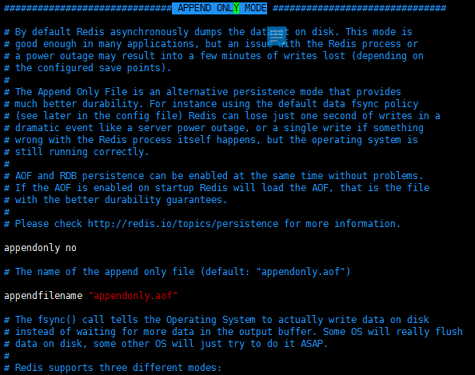 ############################## APPEND ONLY MODE ###############################
# By default Redis asynchronously dumps the dataset on disk. This mode is
# good enough in many applications, but an issue with the Redis process or
# a power outage may result into a few minutes of writes lost (depending on
# the configured save points).
#
# The Append Only File is an alternative persistence mode that provides
# much better durability. For instance using the default data fsync policy
# (see later in the config file) Redis can lose just one second of writes in a
# dramatic event like a server power outage, or a single write if something
# wrong with the Redis process itself happens, but the operating system is
# still running correctly.
#
# AOF and RDB persistence can be enabled at the same time without problems.
# If the AOF is enabled on startup Redis will load the AOF, that is the file
# with the better durability guarantees.
#
# Please check http://redis.io/topics/persistence for more information.
appendonly no
# The name of the append only file (default: "appendonly.aof")
appendfilename "appendonly.aof"
# The fsync() call tells the Operating System to actually write data on disk
# instead of waiting for more data in the output buffer. Some OS will really flush
# data on disk, some other OS will just try to do it ASAP.
#
# Redis supports three different modes: